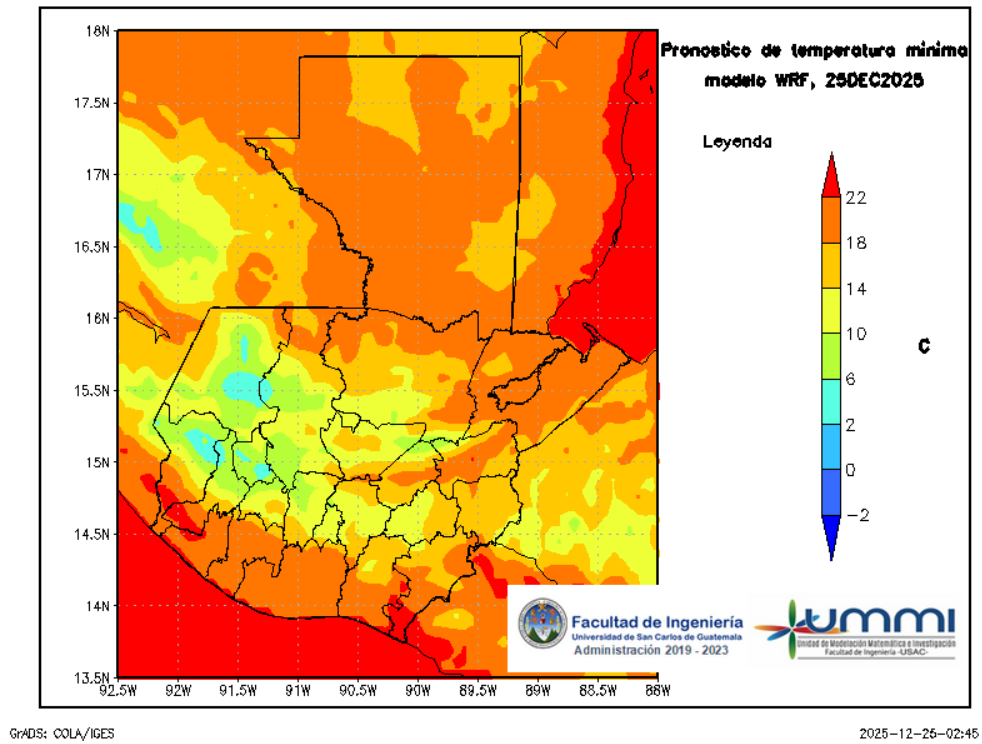 Pronostico de temperatura minima
modelo WRF, 25DEC2025
Leyenda
22
18
14
10
6
2
0
−2
C
18N
17.5N
17N
16.5N
16N
15.5N
15N
14.5N
14N
13.5N
92.5W 92W 91.5W 91W 90.5W 90W 89.5W 89W 88.5W 88W
Facultad de Ingeniería
Universidad de San Carlos de Guatemala
Administración 2019 - 2023
ummi
Unidad de Modelación Matemática e Investigación
Facultad de Ingeniería -USAC-
GrADS: COLA/IGES
2025-12-25-02:45